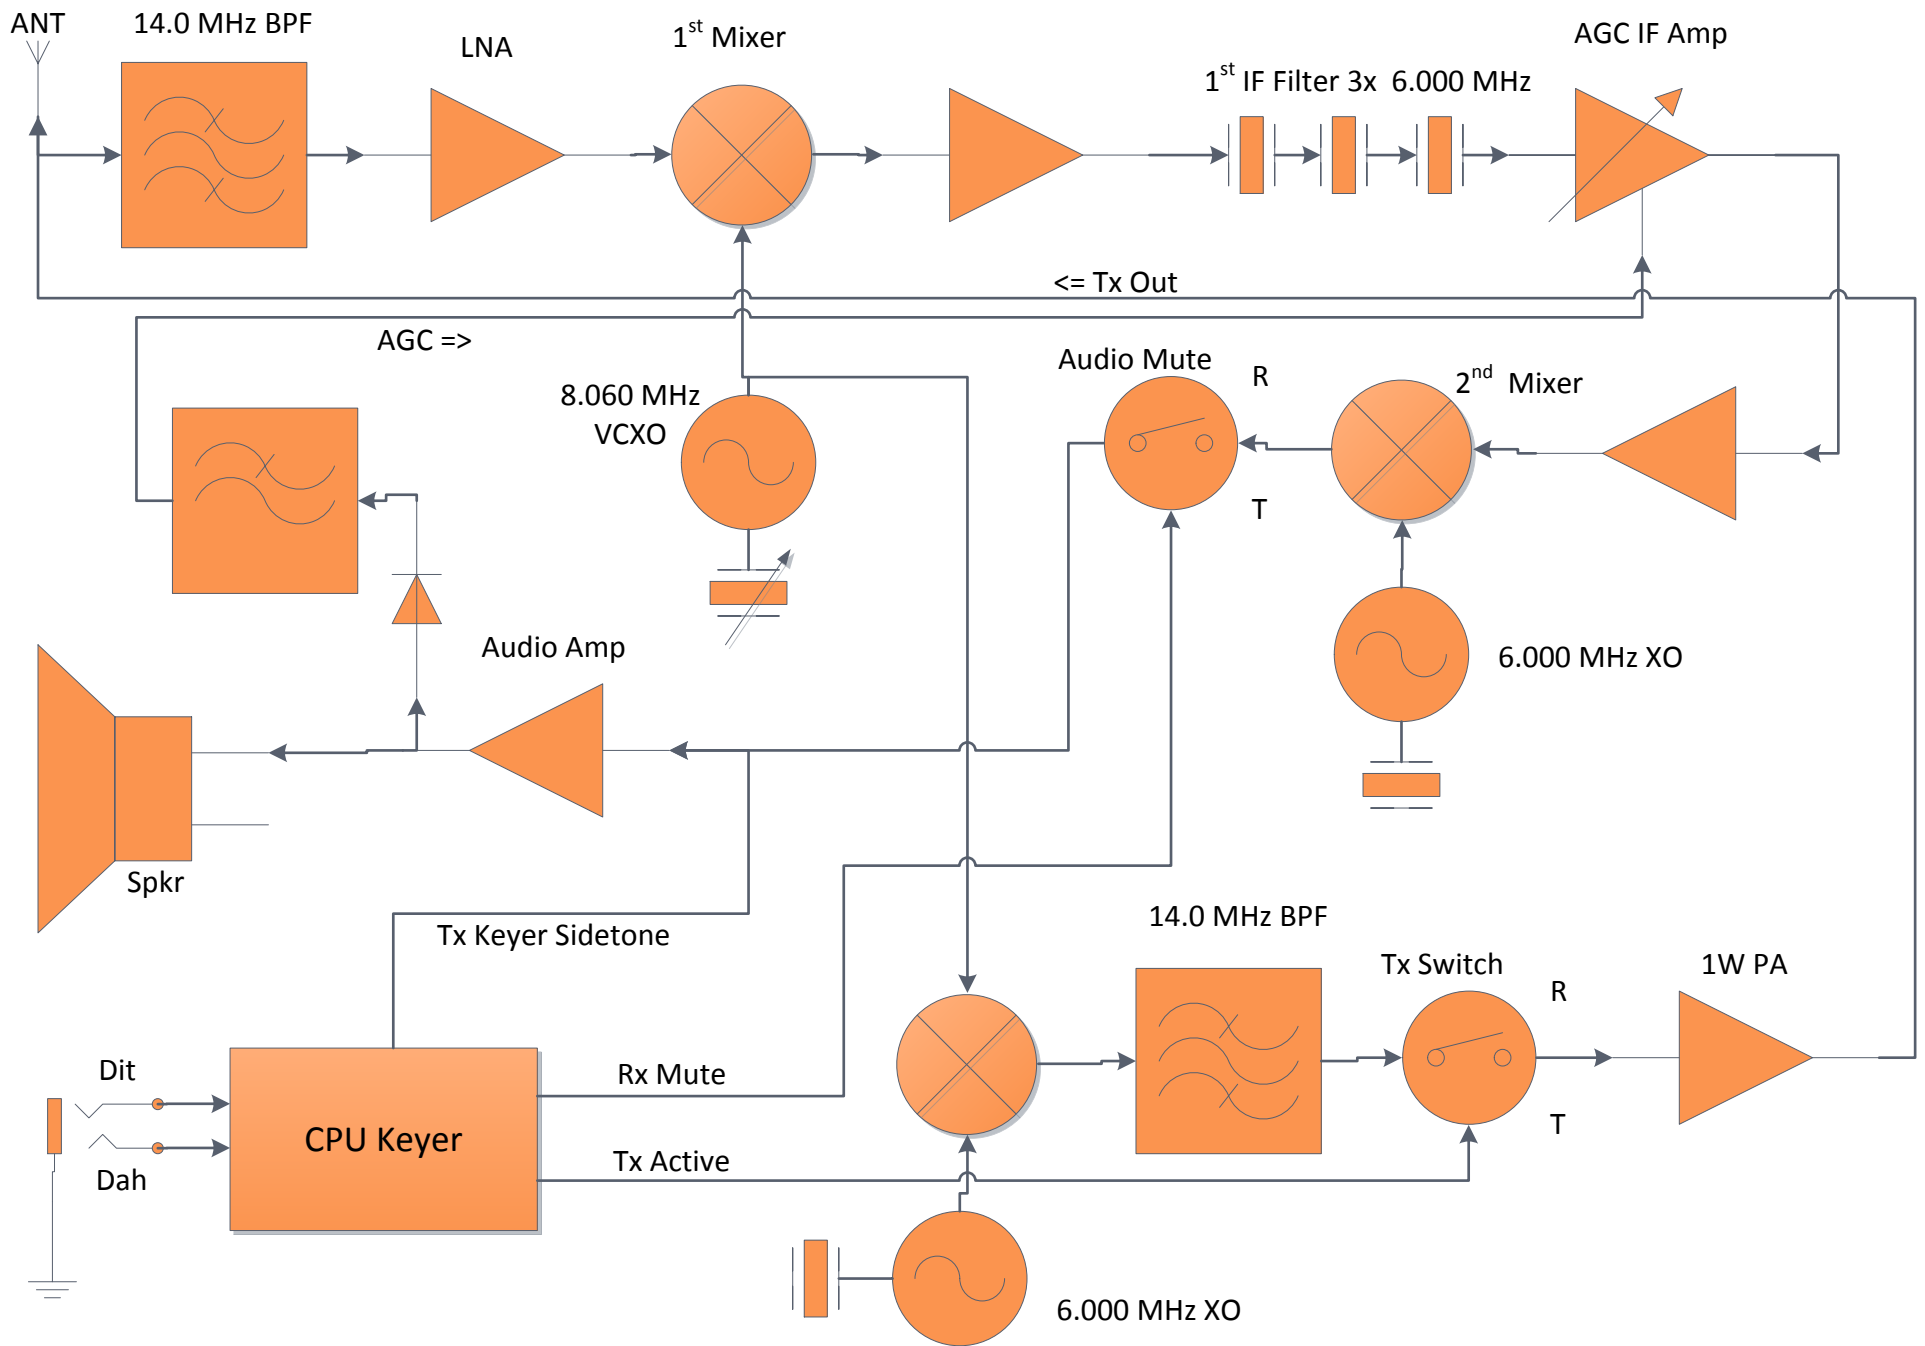 ANT
14.0 MHz BPF
LNA
1st Mixer
1st IF Filter 3x 6.000 MHz
AGC IF Amp
<= Tx Out
AGC =>
8.060 MHz
VCXO
Audio Mute
R
T
2nd Mixer
6.000 MHz XO
Audio Amp
Spkr
Tx Keyer Sidetone
14.0 MHz BPF
Tx Switch
R
T
1W PA
Dit
Dah
CPU Keyer
Rx Mute
Tx Active
6.000 MHz XO